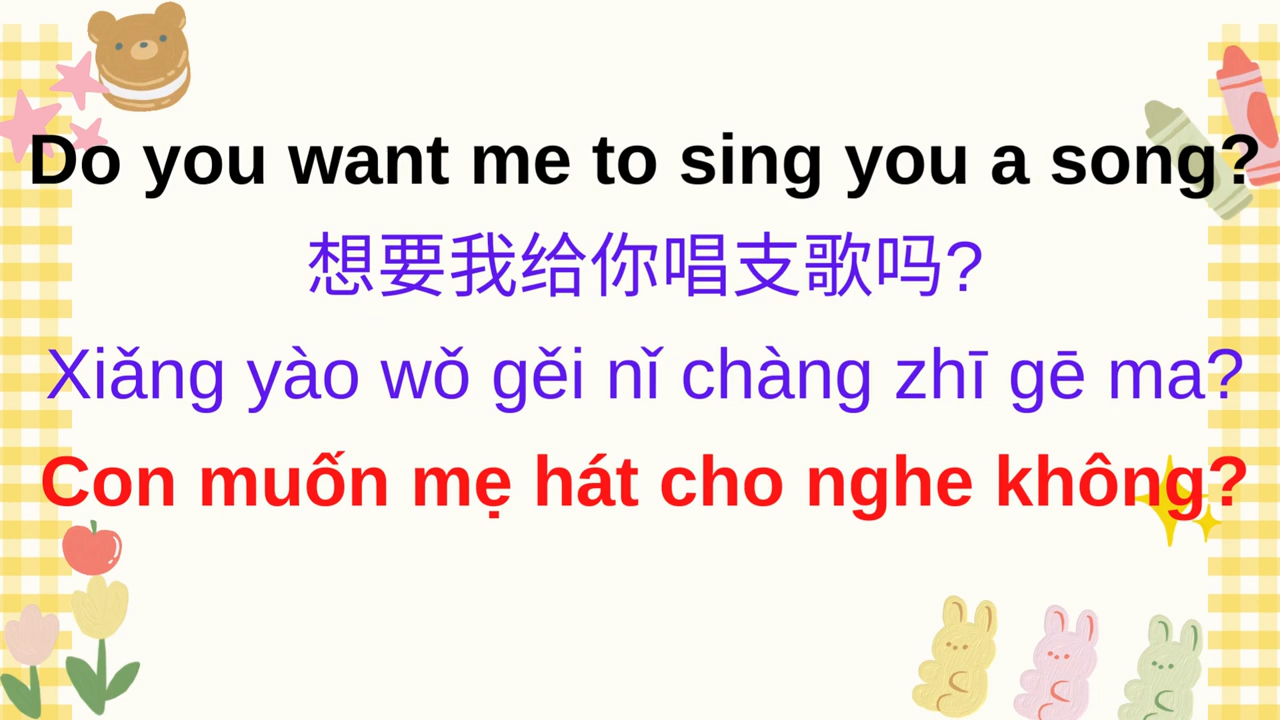 Do you want me to sing you a song?
想要我给你唱支歌吗?
Xiǎng yào wǒ gěi nǐ chàng zhī gē ma?
Con muốn mẹ hát cho nghe không?